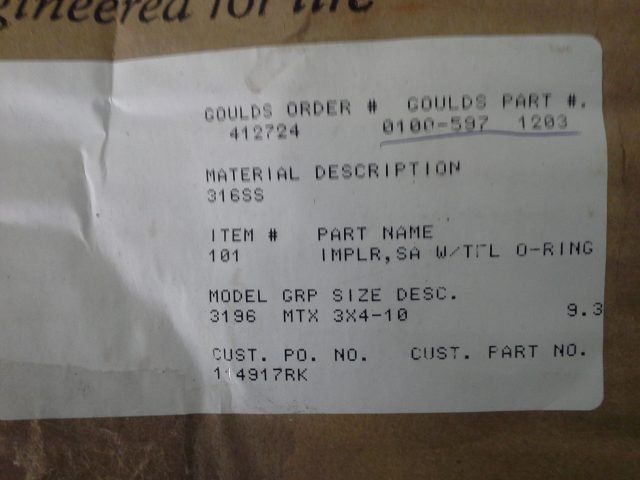 gineered for life
GOULDS ORDER # GOULDS PART #.
412724 0100-597 1203
MATERIAL DESCRIPTION
316SS
ITEM # PART NAME
101 IMPLR,SA W/TFL O-RING
MODEL GRP SIZE DESC.
3196 MTX 3X4-10 9.3
CUST. PO. NO. CUST. PART NO.
114917RK